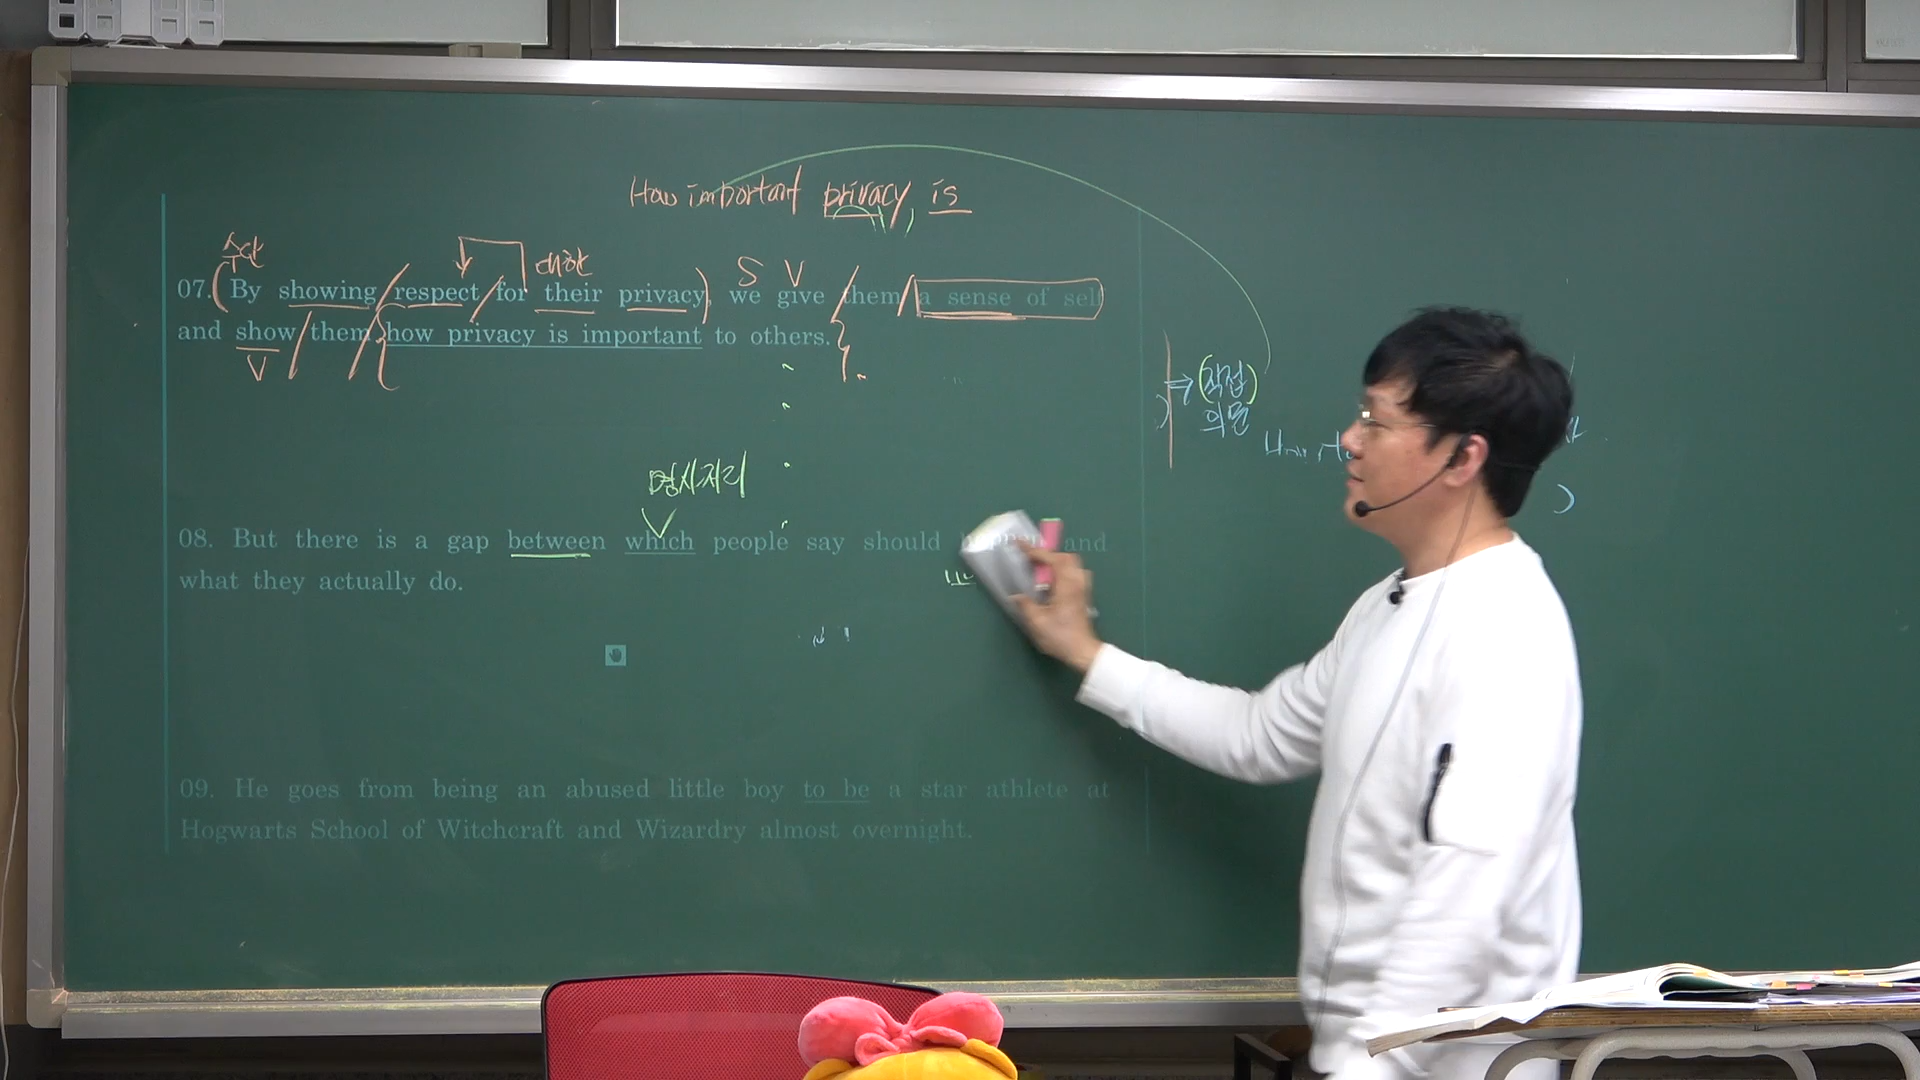 How important privacy is
수단
대한
S V
07. By showing respect for their privacy, we give them a sense of self
and show them how privacy is important to others.
V
⇒ (직접)
의문
명사자리
V
08. But there is a gap between which people say should and
what they actually do.
09. He goes from being an abused little boy to be a star athlete at
Hogwarts School of Witchcraft and Wizardry almost overnight.